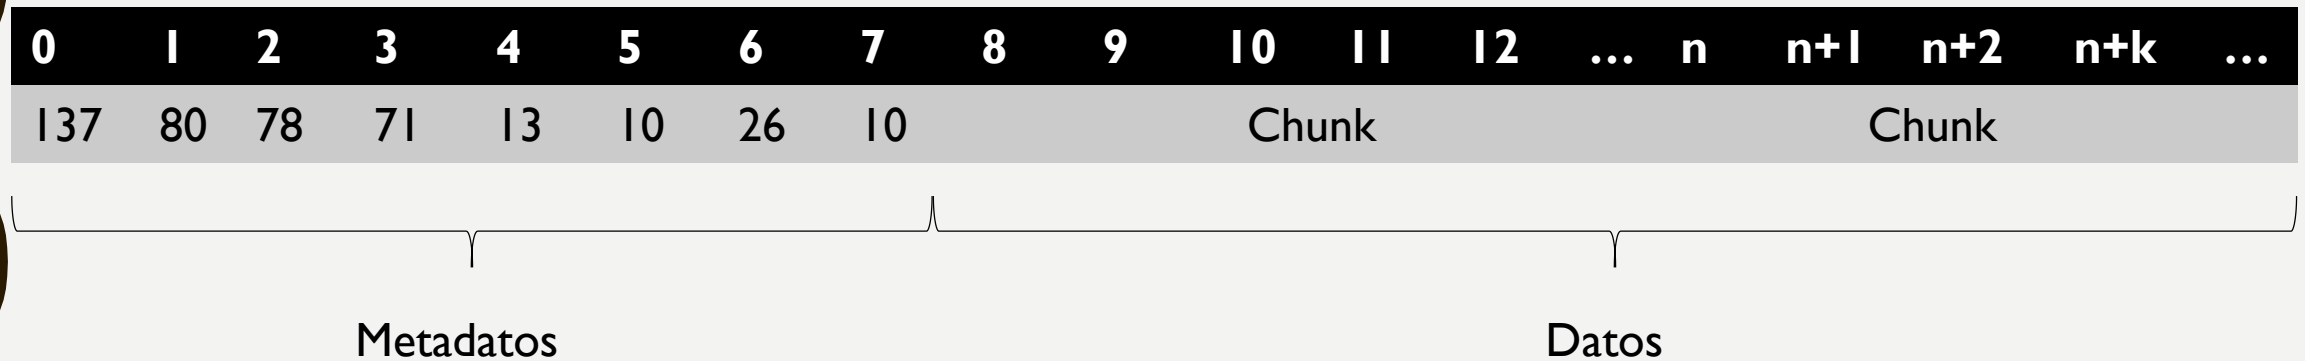 0 1 2 3 4 5 6 7 8 9 10 11 12 … n n+1 n+2 n+k …
137 80 78 71 13 10 26 10 Chunk Chunk
Metadatos Datos